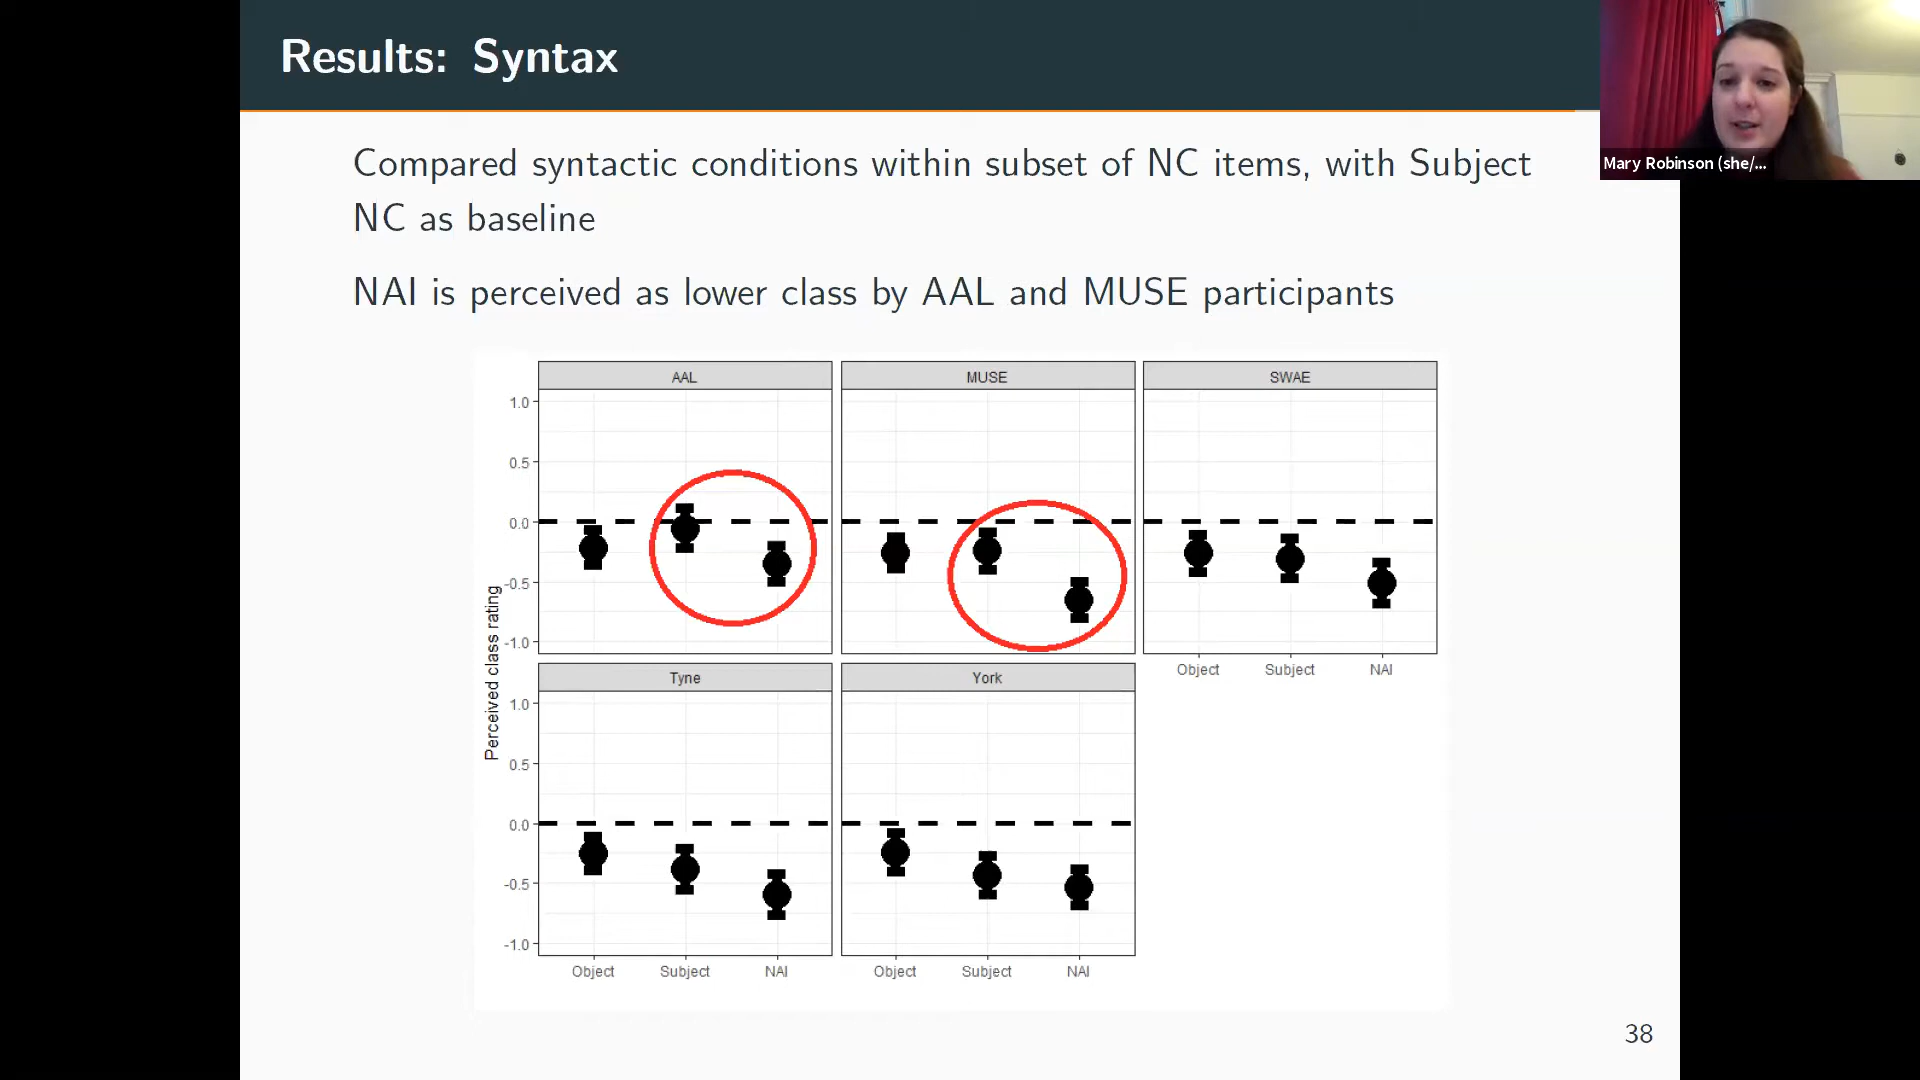 Results: Syntax
Mary Robinson (she/...
Compared syntactic conditions within subset of NC items, with Subject
NC as baseline
NAI is perceived as lower class by AAL and MUSE participants
Perceived class rating
AAL
MUSE
SWAE
1.0
0.5
0.0
-0.5
-1.0
Object Subject NAI
Tyne
York
1.0
0.5
0.0
-0.5
-1.0
Object Subject NAI
Object Subject NAI
38